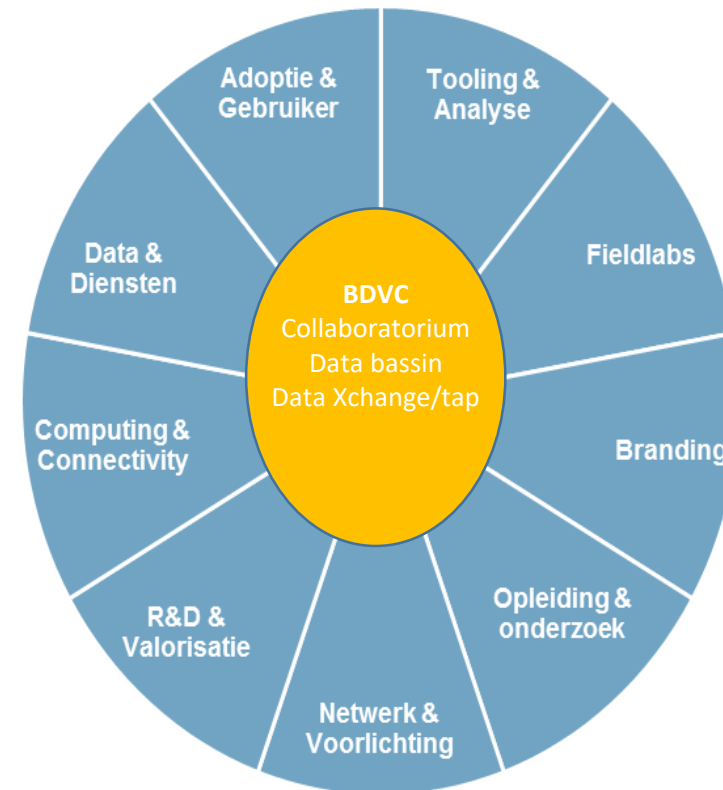 Adoptie &
Gebruiker
Tooling &
Analyse
Data &
Diensten
Fieldlabs
BDVC
Collaboratorium
Data bassin
Data Xchange/tap
Computing &
Connectivity
Branding
R&D &
Valorisatie
Opleiding &
onderzoek
Netwerk &
Voorlichting